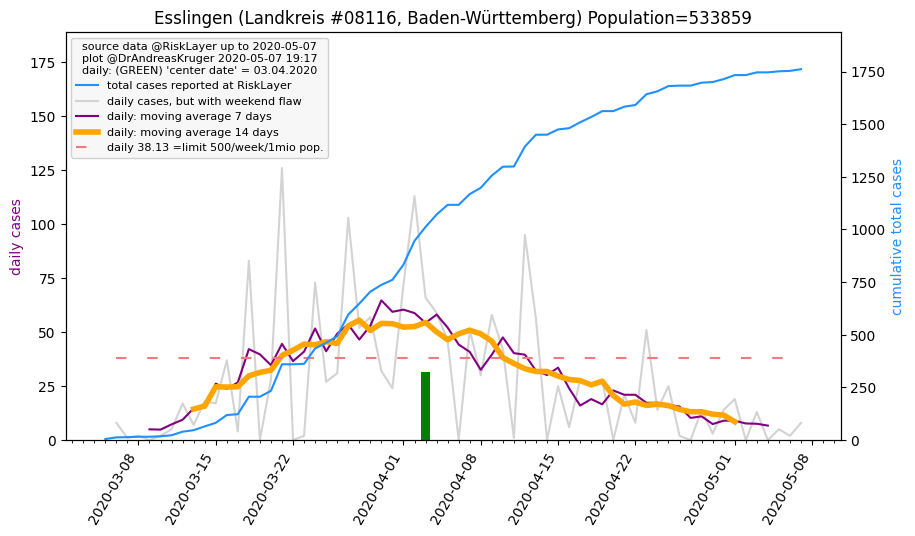 Esslingen (Landkreis #08116, Baden-Württemberg) Population=533859
source data @RiskLayer up to 2020-05-07
plot @DrAndreasKruger 2020-05-07 19:17
daily: (GREEN) 'center date' = 03.04.2020
total cases reported at RiskLayer
daily cases, but with weekend flaw
daily: moving average 7 days
daily: moving average 14 days
daily 38.13 =limit 500/week/1mio pop.
daily cases
175
150
125
100
75
50
25
0
cumulative total cases
1750
1500
1250
1000
750
500
250
0
2020-03-08
2020-03-15
2020-03-22
2020-04-01
2020-04-08
2020-04-15
2020-04-22
2020-05-01
2020-05-08